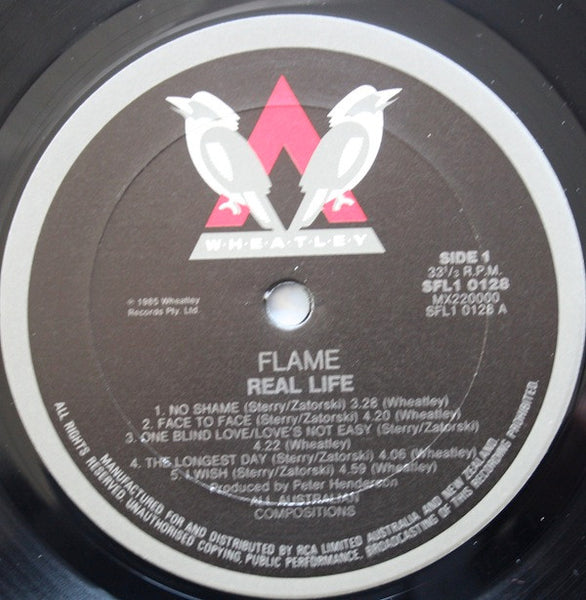 W·H·E·A·T·L·E·Y
SIDE 1
33⅓ R.P.M.
SFL1 0128
MX220000
SFL1 0128 A
℗ 1985 Wheatley
Records Pty. Ltd.
FLAME
REAL LIFE
1. NO SHAME (Sterry/Zatorski) 3.28 (Wheatley)
2. FACE TO FACE (Sterry/Zatorski) 4.20 (Wheatley)
3. ONE BLIND LOVE/LOVE'S NOT EASY (Sterry/Zatorski)
4.22 (Wheatley)
4. THE LONGEST DAY (Sterry/Zatorski) 4.06 (Wheatley)
5. I WISH (Sterry/Zatorski) 4.59 (Wheatley)
Produced by Peter Henderson
ALL AUSTRALIAN
COMPOSITIONS
MANUFACTURED FOR AND DISTRIBUTED BY RCA LIMITED AUSTRALIA AND NEW ZEALAND.
ALL RIGHTS RESERVED. UNAUTHORISED COPYING, PUBLIC PERFORMANCE, BROADCASTING OF THIS RECORDING PROHIBITED.